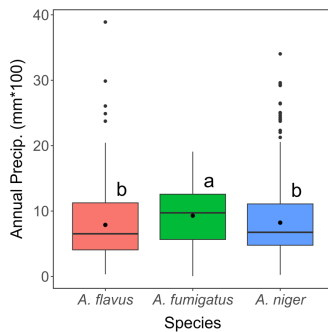 Annual Precip. (mm*100)
40
30
20
10
0
b
a
b
A. flavus
A. fumigatus
A. niger
Species